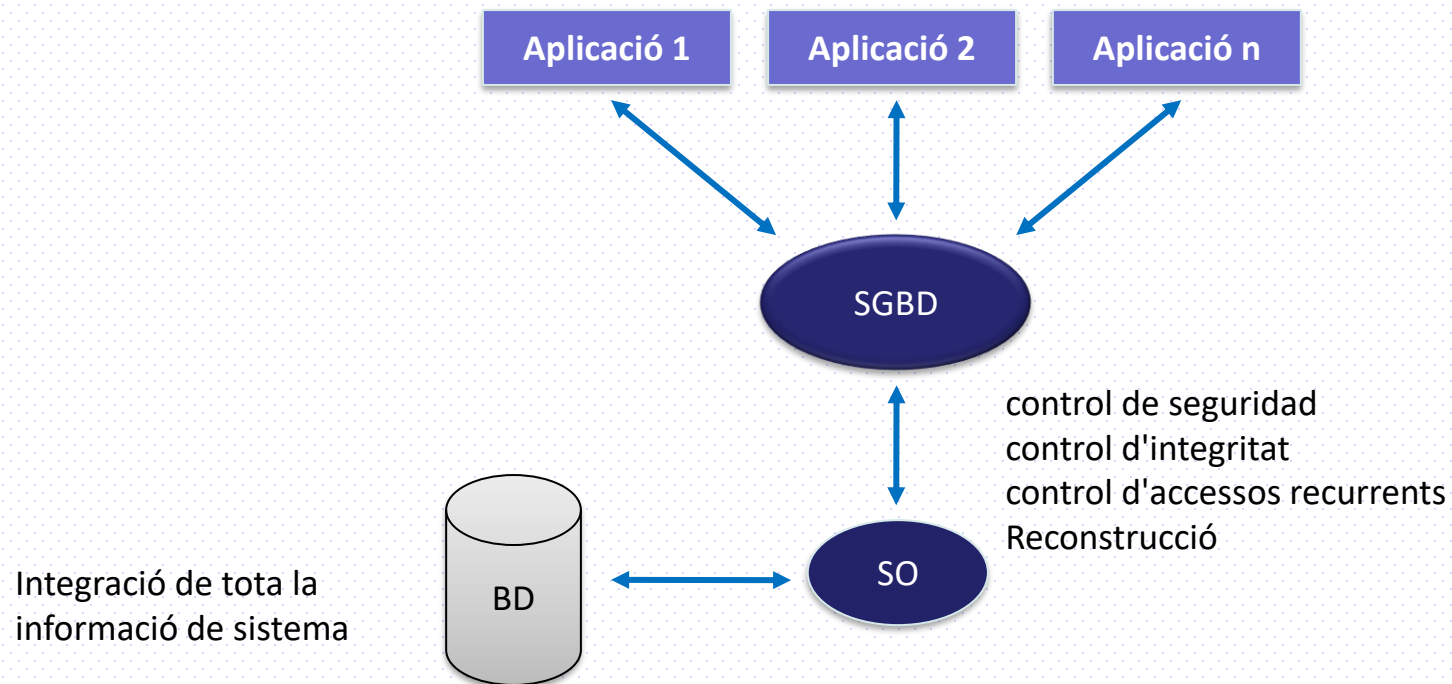 Aplicació 1
Aplicació 2
Aplicació n
SGBD
control de seguridad
control d'integritat
control d'accessos recurrents
Reconstrucció
SO
BD
Integració de tota la
informació de sistema